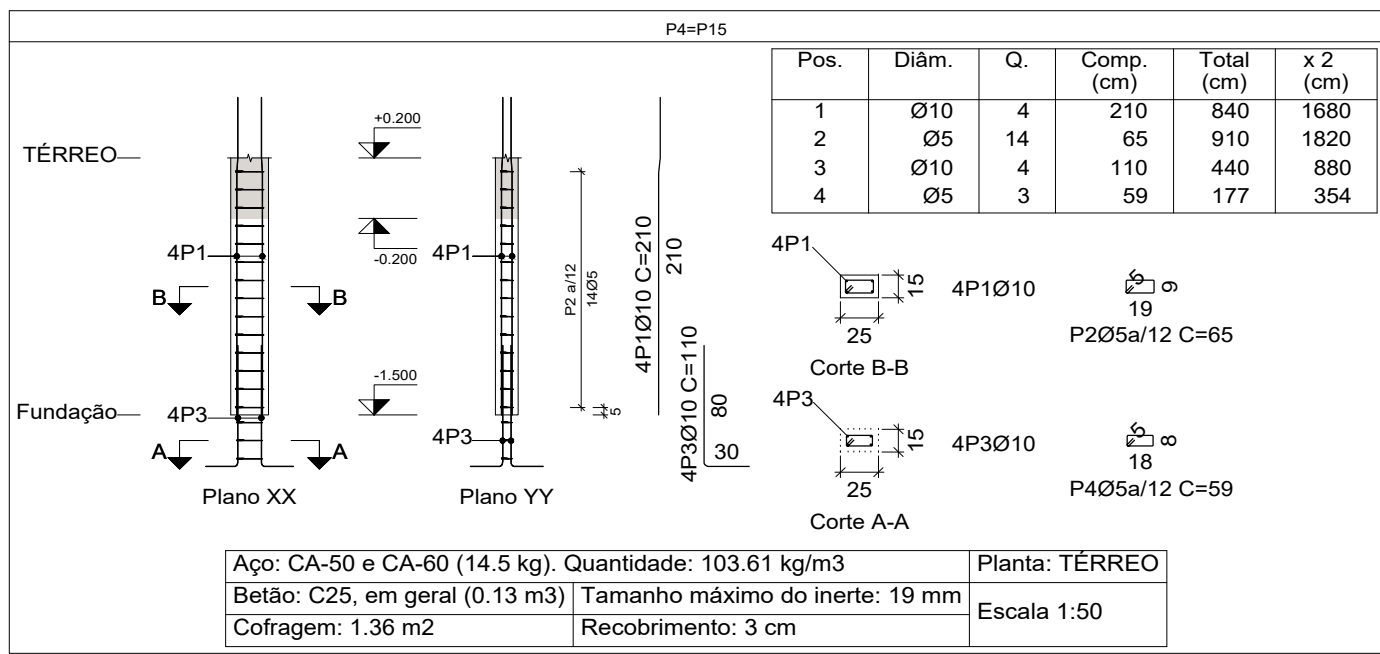 P4=P15
Pos. Diâm. Q. Comp. (cm) Total (cm) x 2 (cm)
1 Ø10 4 210 840 1680
2 Ø5 14 65 910 1820
3 Ø10 4 110 440 880
4 Ø5 3 59 177 354
TÉRREO
+0.200
-0.200
-1.500
4P1
4P1
B B
Fundação
4P3
4P3
A A
Plano XX
Plano YY
P2 a/12
14Ø5
5
4P1Ø10 C=210
210
4P3Ø10 C=110
80
30
4P1
15
25
4P1Ø10
Corte B-B
5
9
19
P2Ø5a/12 C=65
4P3
15
25
4P3Ø10
Corte A-A
5
8
18
P4Ø5a/12 C=59
Aço: CA-50 e CA-60 (14.5 kg). Quantidade: 103.61 kg/m3
Planta: TÉRREO
Betão: C25, em geral (0.13 m3)
Tamanho máximo do inerte: 19 mm
Escala 1:50
Cofragem: 1.36 m2
Recobrimento: 3 cm